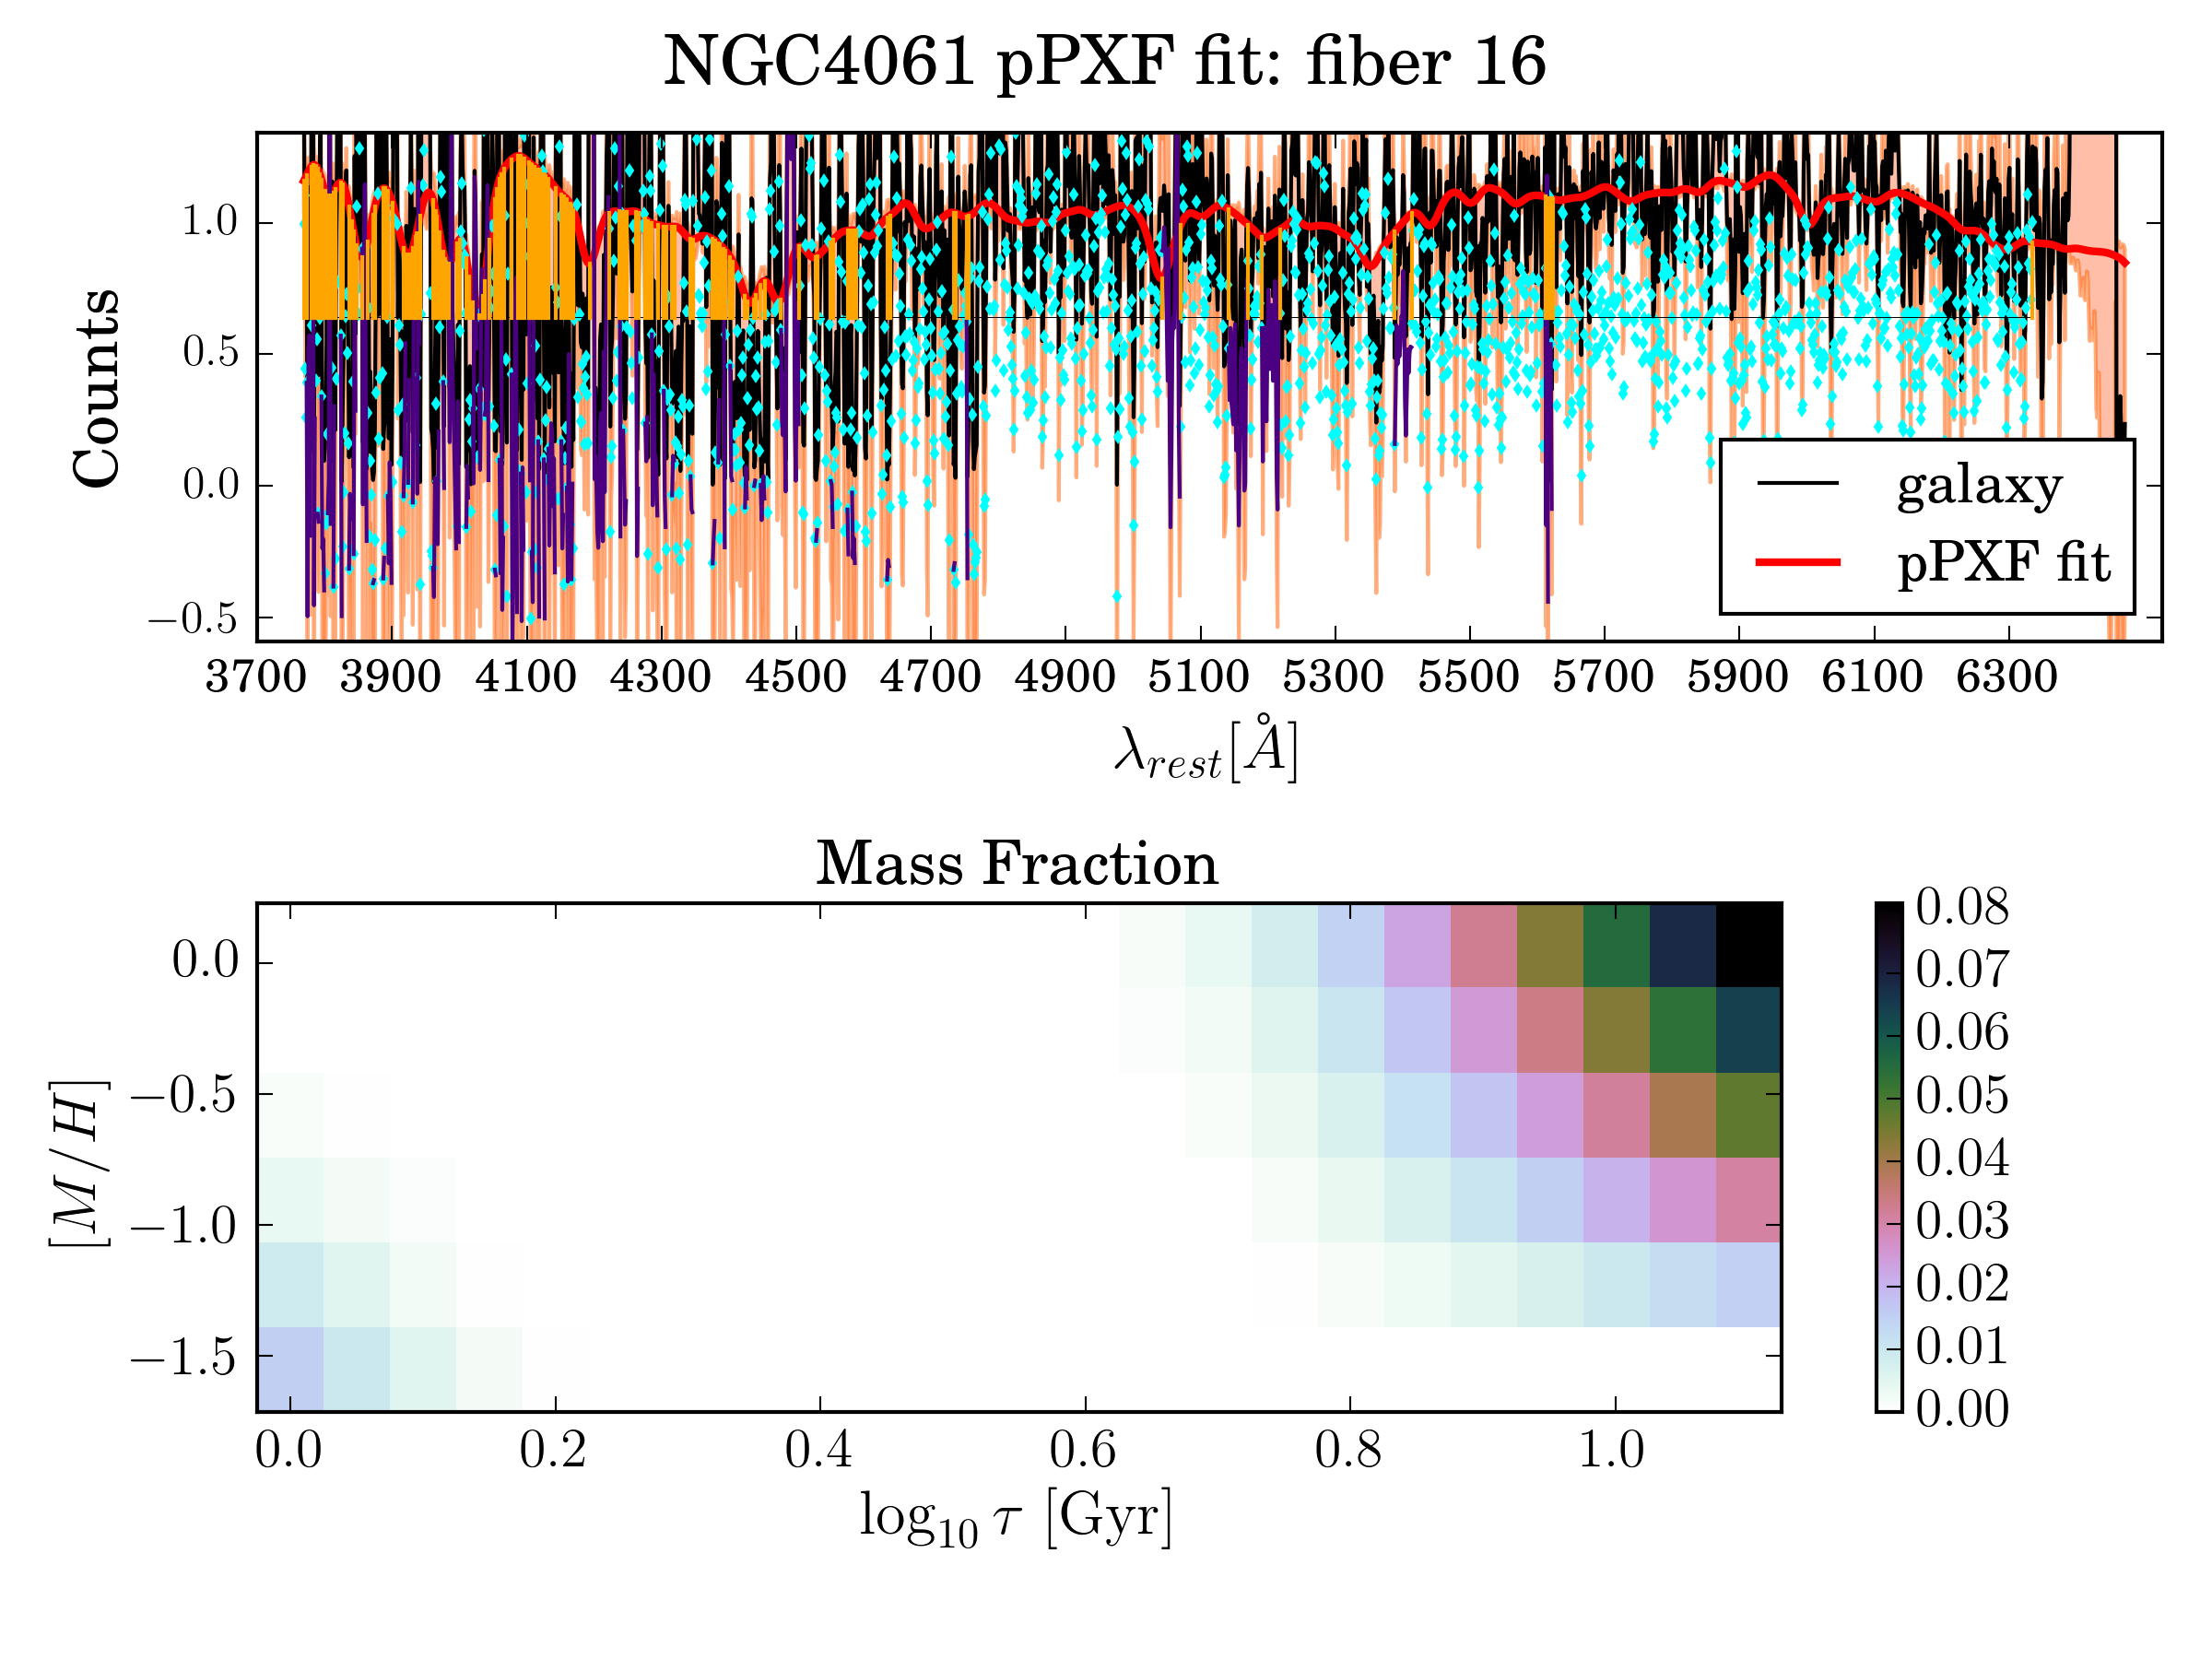 NGC4061 pPXF fit: fiber 16
Counts
1.0
0.5
0.0
−0.5
galaxy
pPXF fit
3700 3900 4100 4300 4500 4700 4900 5100 5300 5500 5700 5900 6100 6300
λrest[Å]
Mass Fraction
[M/H]
0.0
−0.5
−1.0
−1.5
0.0 0.2 0.4 0.6 0.8 1.0
log10 τ [Gyr]
0.08
0.07
0.06
0.05
0.04
0.03
0.02
0.01
0.00